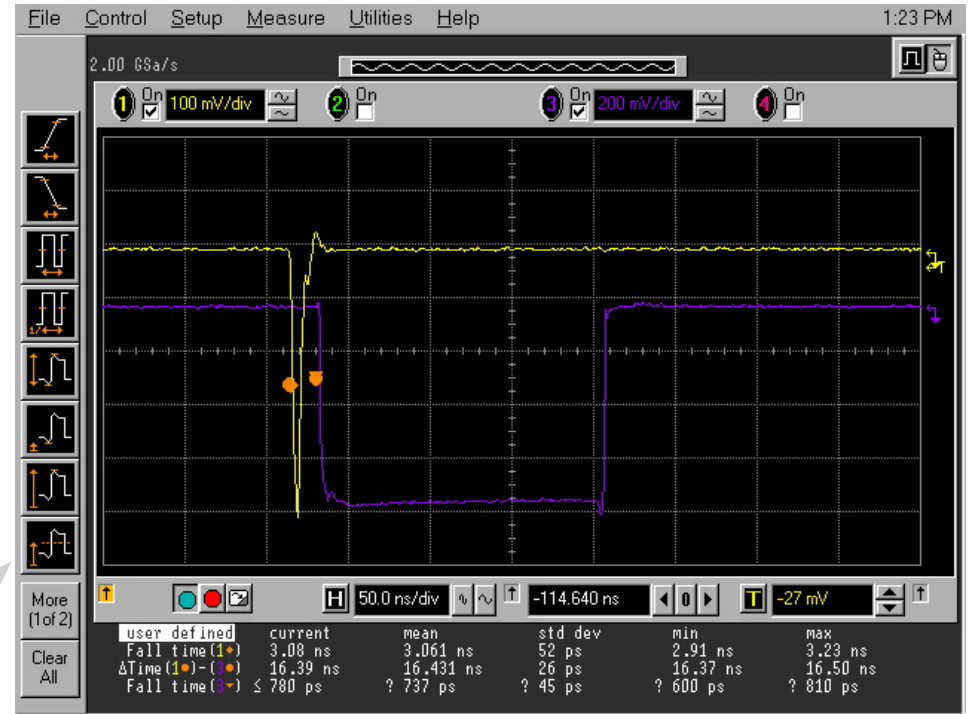 File Control Setup Measure Utilities Help 1:23 PM
2.00 GSa/s
1 On 100 mV/div 2 On 3 On 200 mV/div 4 On
More
(1of 2)
Clear
All
H 50.0 ns/div -114.640 ns 0 T -27 mV
user defined current mean std dev min max
Fall time(1) 3.08 ns 3.061 ns 52 ps 2.91 ns 3.23 ns
ΔTime(1)-(3) 16.39 ns 16.431 ns 26 ps 16.37 ns 16.50 ns
Fall time(3) ≤ 780 ps ? 737 ps ? 45 ps ? 600 ps ? 810 ps